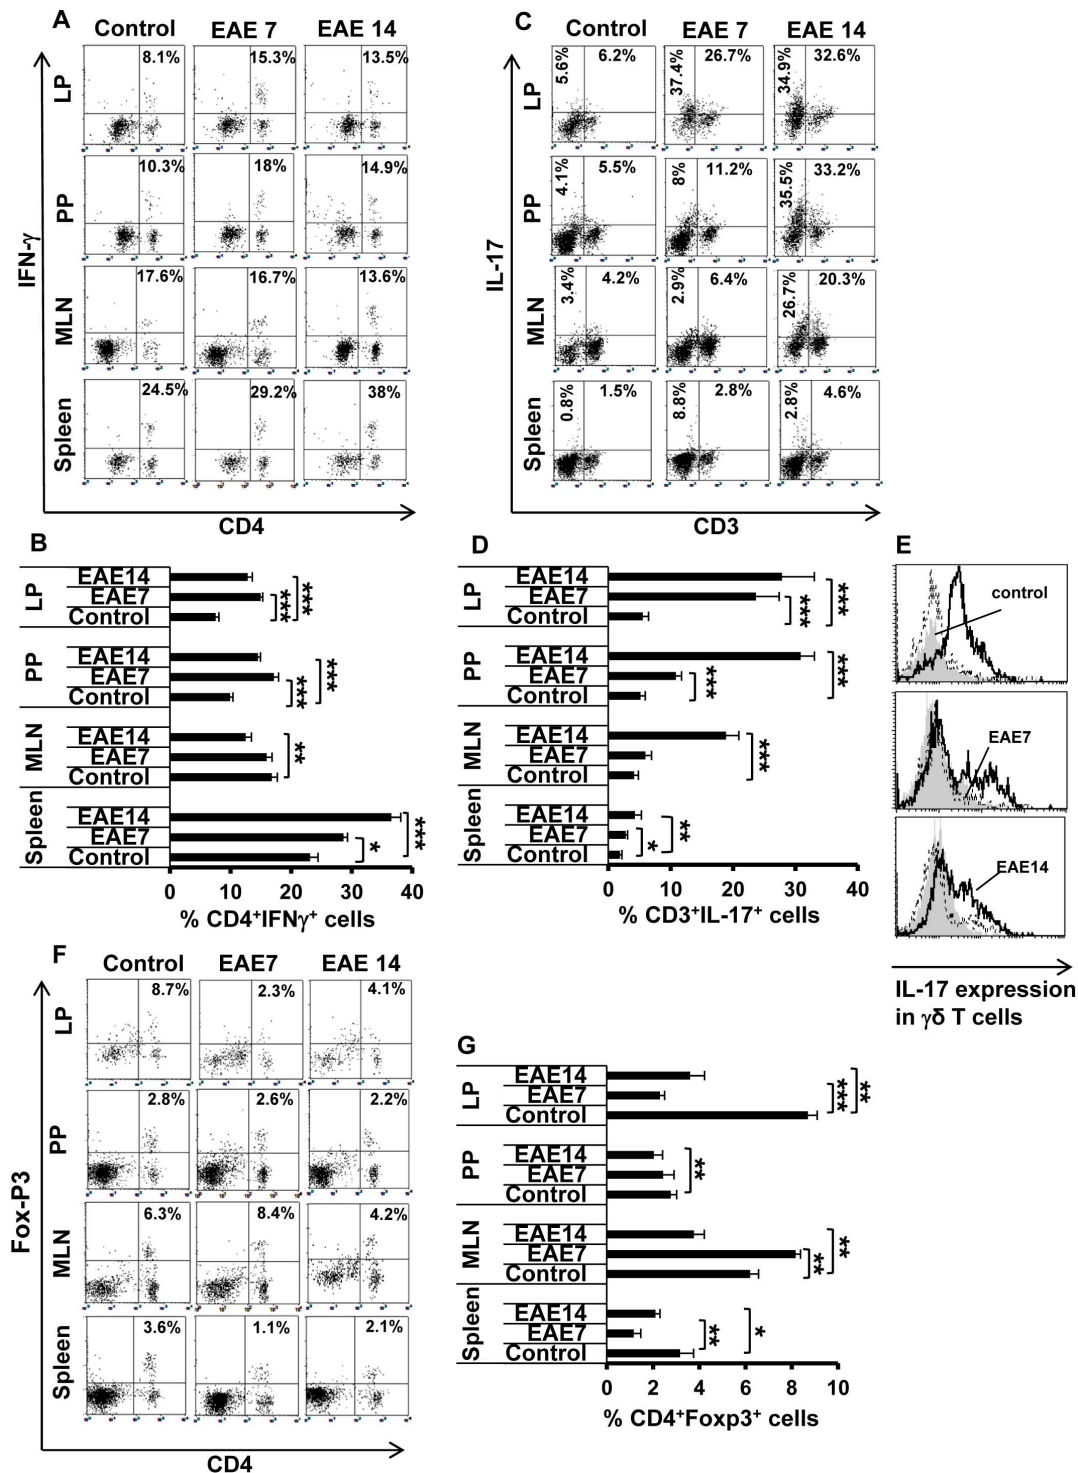 A
Control EAE 7 EAE 14
LP 8.1% 15.3% 13.5%
PP 10.3% 18% 14.9%
MLN 17.6% 16.7% 13.6%
Spleen 24.5% 29.2% 38%
IFN-γ
CD4
C
Control EAE 7 EAE 14
LP 5.6% 6.2% 37.4% 26.7% 34.9% 32.6%
PP 4.1% 5.5% 8% 11.2% 35.5% 33.2%
MLN 3.4% 4.2% 2.9% 6.4% 26.7% 20.3%
Spleen 0.8% 1.5% 8.8% 2.8% 2.8% 4.6%
IL-17
CD3
B
LP
EAE14
EAE7
Control
*** ***
PP
EAE14
EAE7
Control
*** ***
MLN
EAE14
EAE7
Control
**
Spleen
EAE14
EAE7
Control
* ***
0 10 20 30 40
% CD4⁺IFNγ⁺ cells
D
LP
EAE14
EAE7
Control
*** ***
PP
EAE14
EAE7
Control
*** ***
MLN
EAE14
EAE7
Control
***
Spleen
EAE14
EAE7
Control
* **
0 10 20 30 40
% CD3⁺IL-17⁺ cells
E
control
EAE7
EAE14
IL-17 expression
in γδ T cells
F
Control EAE7 EAE 14
LP 8.7% 2.3% 4.1%
PP 2.8% 2.6% 2.2%
MLN 6.3% 8.4% 4.2%
Spleen 3.6% 1.1% 2.1%
Fox-P3
CD4
G
LP
EAE14
EAE7
Control
*** **
PP
EAE14
EAE7
Control
**
MLN
EAE14
EAE7
Control
** **
Spleen
EAE14
EAE7
Control
** *
0 2 4 6 8 10
% CD4⁺Foxp3⁺ cells